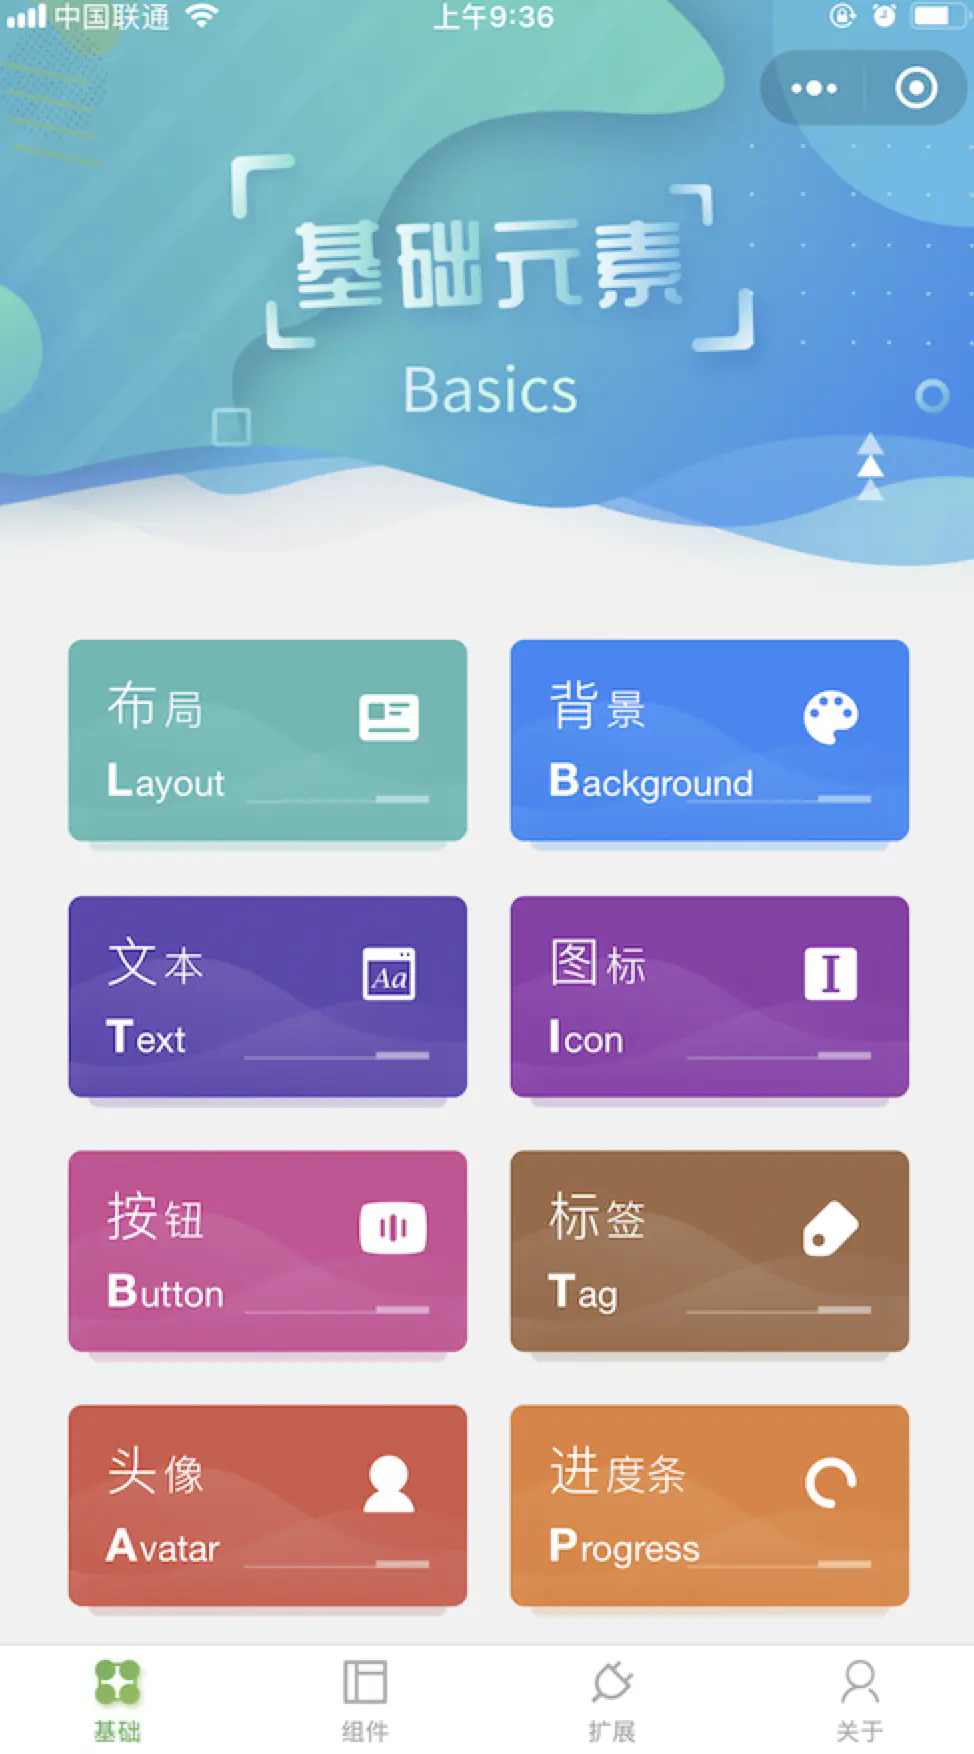 中国联通 上午9:36
基础元素
Basics
布局
Layout
背景
Background
文本
Aa
Text
图标
I
Icon
按钮
Button
标签
Tag
头像
Avatar
进度条
Progress
基础 组件 扩展 关于